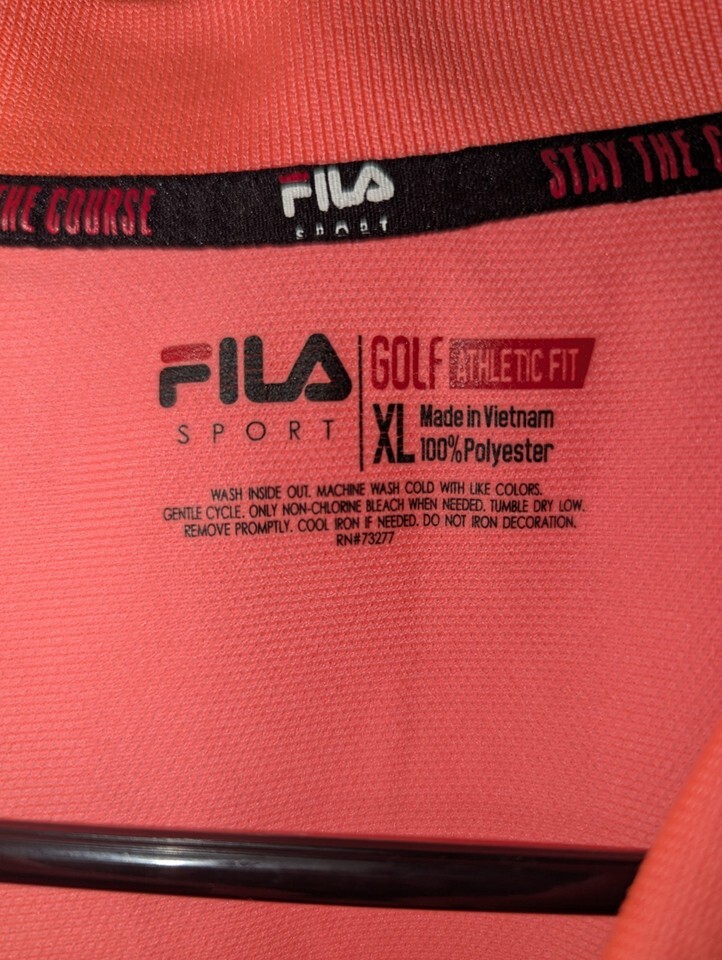 THE COURSE
FILA
SPORT
STAY THE
FILA
SPORT
GOLF ATHLETIC FIT
XL
Made in Vietnam
100% Polyester
WASH INSIDE OUT. MACHINE WASH COLD WITH LIKE COLORS.
GENTLE CYCLE. ONLY NON-CHLORINE BLEACH WHEN NEEDED. TUMBLE DRY LOW.
REMOVE PROMPTLY. COOL IRON IF NEEDED. DO NOT IRON DECORATION.
RN#73277